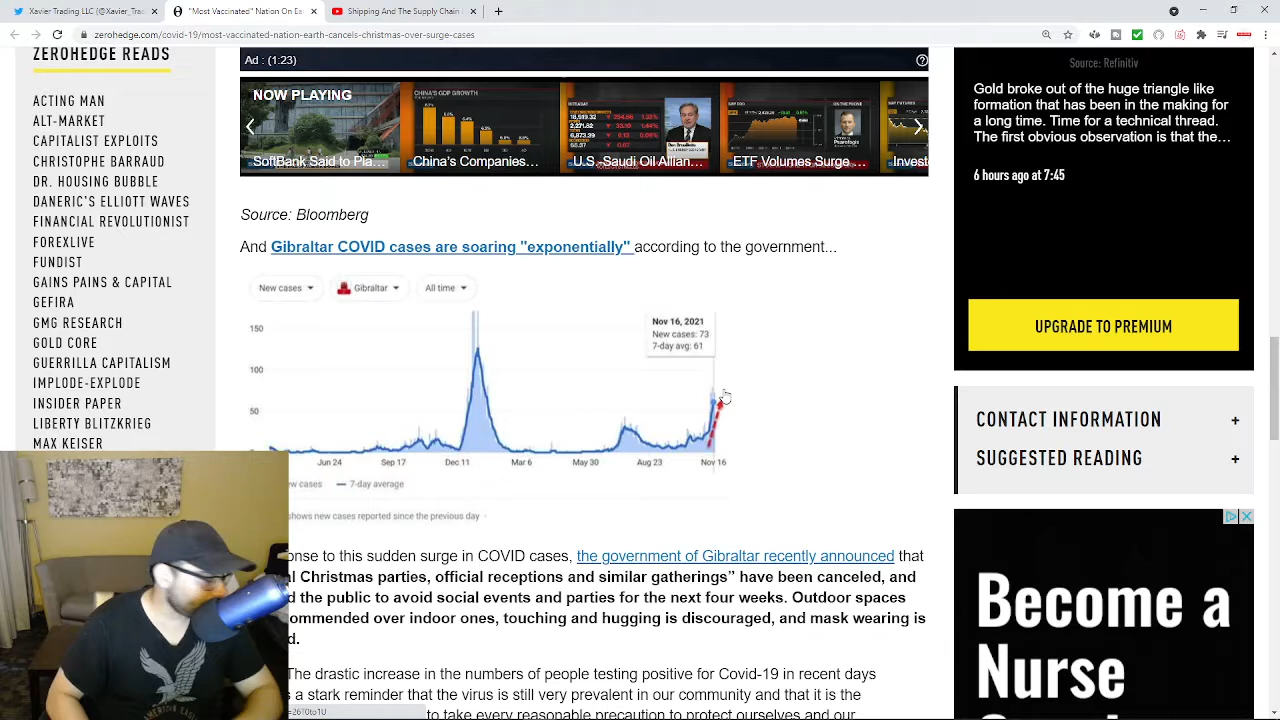 Xavier Trading LLC (@Xavier_Trac
"Most Vaccinated Nation On Earth
Cancels Christmas Over Surge" Psychology Says
zerohedge.com/covid-19/most-vaccinated-nation-earth-cancels-christmas-over-surge-cases
ZEROHEDGE READS
ACTING MAN
CAPITALIST EXPLOITS
CHRISTOPHE BARRAUD
DR. HOUSING BUBBLE
DANERIC'S ELLIOTT WAVES
FINANCIAL REVOLUTIONIST
FOREXLIVE
FUNDIST
GAINS PAINS & CAPITAL
GEFIRA
GMG RESEARCH
GOLD CORE
GUERRILLA CAPITALISM
IMPLODE-EXPLODE
INSIDER PAPER
LIBERTY BLITZKRIEG
MAX KEISER
Ad : (1:23)
NOW PLAYING
SoftBank Said to Pla...
CHINA'S GDP GROWTH
China's Companies...
U.S.-Saudi Oil Allian...
ETF Volumes Surge...
Invest
Source: Bloomberg
And Gibraltar COVID cases are soaring "exponentially" according to the government...
New cases
Gibraltar
All time
150
100
50
Nov 16, 2021
New cases: 73
7-day avg: 61
Jun 24 Sep 17 Dec 11 Mar 6 May 30 Aug 23 Nov 16
cases 7-day average
shows new cases reported since the previous day
to this sudden surge in COVID cases, the government of Gibraltar recently announced that
Christmas parties, official receptions and similar gatherings” have been canceled, and
the public to avoid social events and parties for the next four weeks. Outdoor spaces
over indoor ones, touching and hugging is discouraged, and mask wearing is
The drastic increase in the numbers of people testing positive for Covid-19 in recent days
a stark reminder that the virus is still very prevalent in our community and that it is the
to take every reasonable precaution to protect ourselves and our
Source: Refinitiv
Gold broke out of the huge triangle like
formation that has been in the making for
a long time. Time for a technical thread.
The first obvious observation is that the...
6 hours ago at 7:45
UPGRADE TO PREMIUM
CONTACT INFORMATION +
SUGGESTED READING +
Become a
Nurse